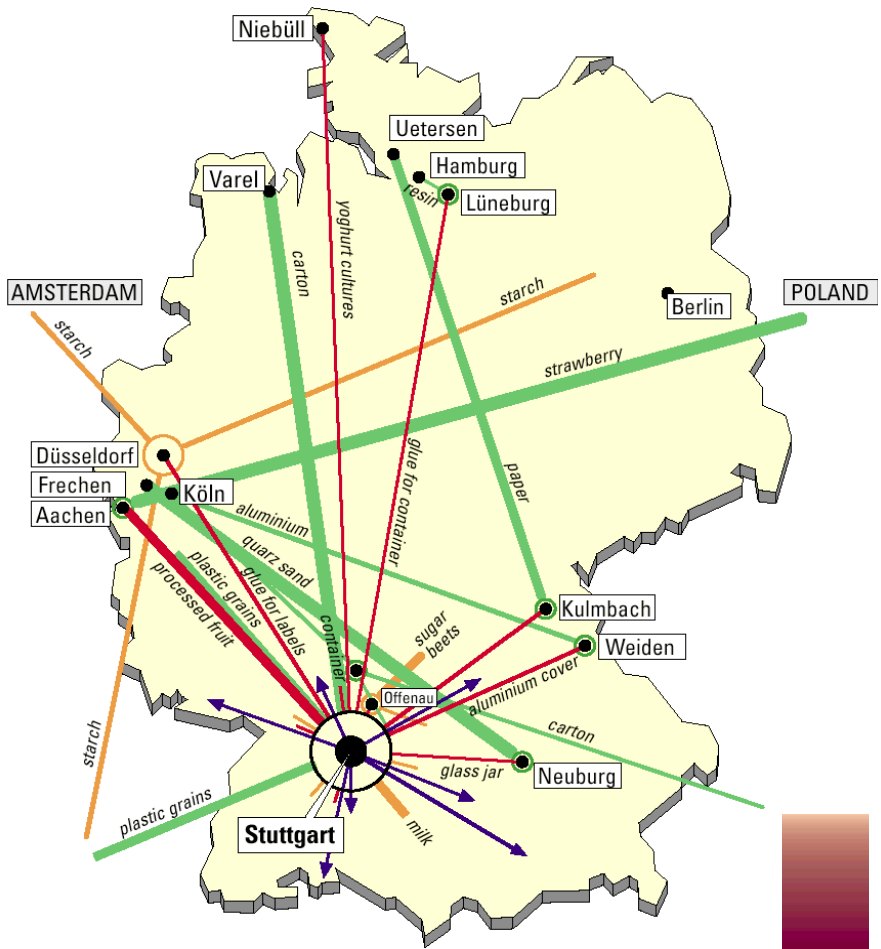 Niebüll
Uetersen
Hamburg
Varel
resin
Lüneburg
yoghurt cultures
carton
AMSTERDAM
starch
POLAND
Berlin
starch
strawberry
Düsseldorf
glue for container
Frechen
Köln
paper
Aachen
aluminium
quarz sand
plastic grains
glue for labels
processed fruit
Kulmbach
container
sugar
beets
Weiden
aluminium cover
Offenau
carton
starch
glass jar
Neuburg
plastic grains
milk
Stuttgart